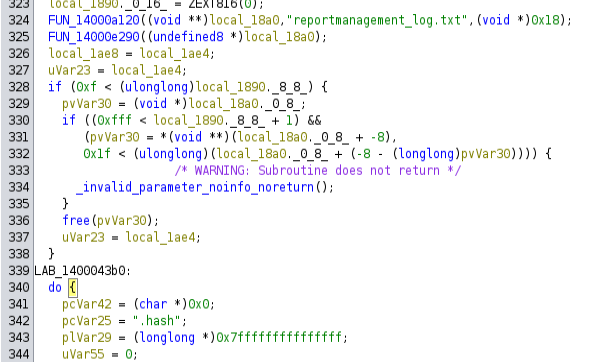 323 local_1890._0_16_ = ZEXT816(0);
324 FUN_14000a120((void **)local_18a0,"reportmanagement_log.txt",(void *)0x18);
325 FUN_14000e290((undefined8 *)local_18a0);
326 local_1ae8 = local_1ae4;
327 uVar23 = local_1ae4;
328 if (0xf < (ulonglong)local_1890._8_8_) {
329 pvVar30 = (void *)local_18a0._0_8_;
330 if ((0xfff < local_1890._8_8_ + 1) &&
331 (pvVar30 = *(void **)(local_18a0._0_8_ + -8),
332 0x1f < (ulonglong)(local_18a0._0_8_ + (-8 - (longlong)pvVar30)))) {
333 /* WARNING: Subroutine does not return */
334 _invalid_parameter_noinfo_noreturn();
335 }
336 free(pvVar30);
337 uVar23 = local_1ae4;
338 }
339 LAB_1400043b0:
340 do {
341 pcVar42 = (char *)0x0;
342 pcVar25 = ".hash";
343 plVar29 = (longlong *)0x7fffffffffffffff;
344 uVar55 = 0;